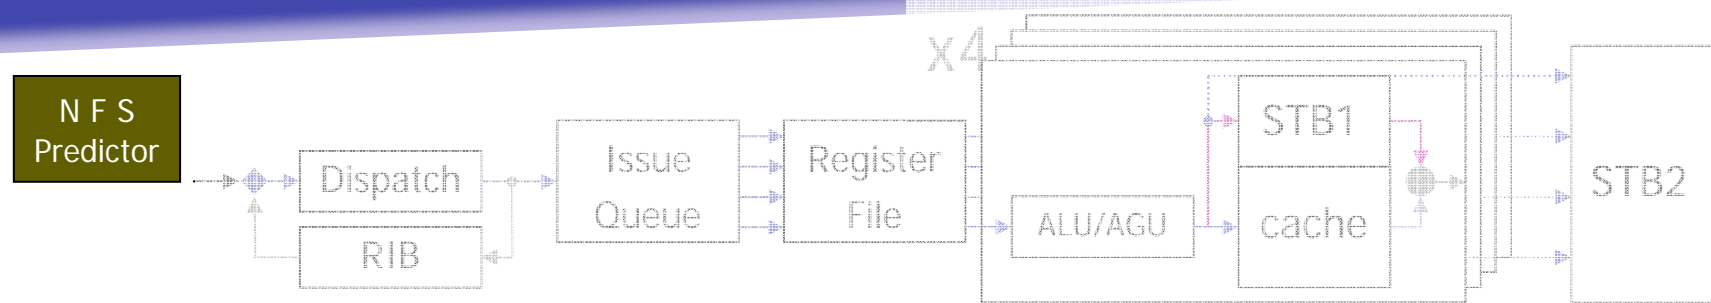 x4
N F S
Predictor
Dispatch
RIB
Issue
Queue
Register
File
ALU/AGU
STB1
cache
STB2